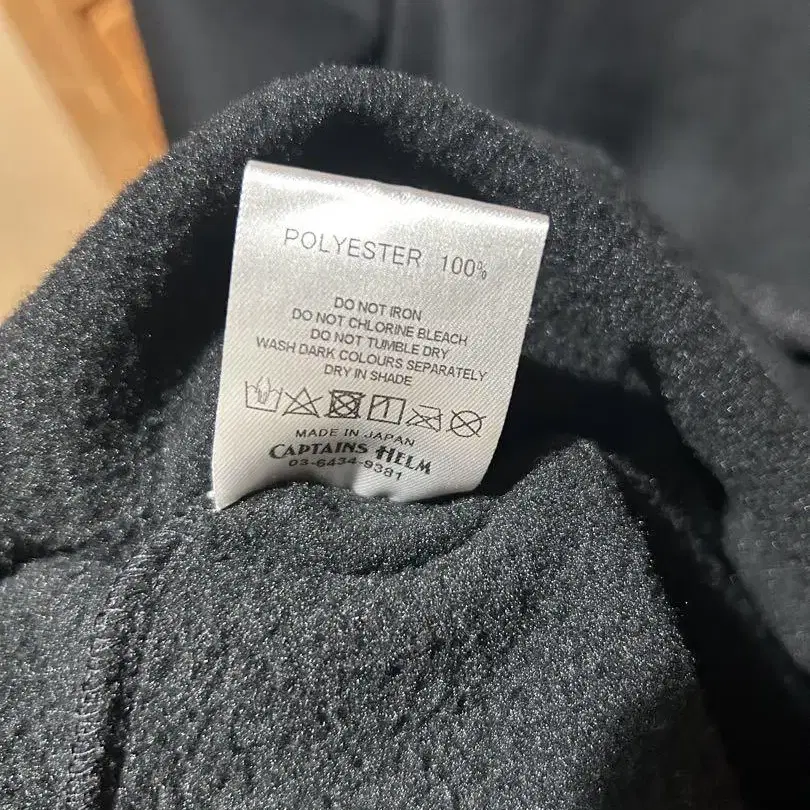 POLYESTER 100%
DO NOT IRON
DO NOT CHLORINE BLEACH
DO NOT TUMBLE DRY
WASH DARK COLOURS SEPARATELY
DRY IN SHADE
MADE IN JAPAN
CAPTAINS HELM
03-6434-9381